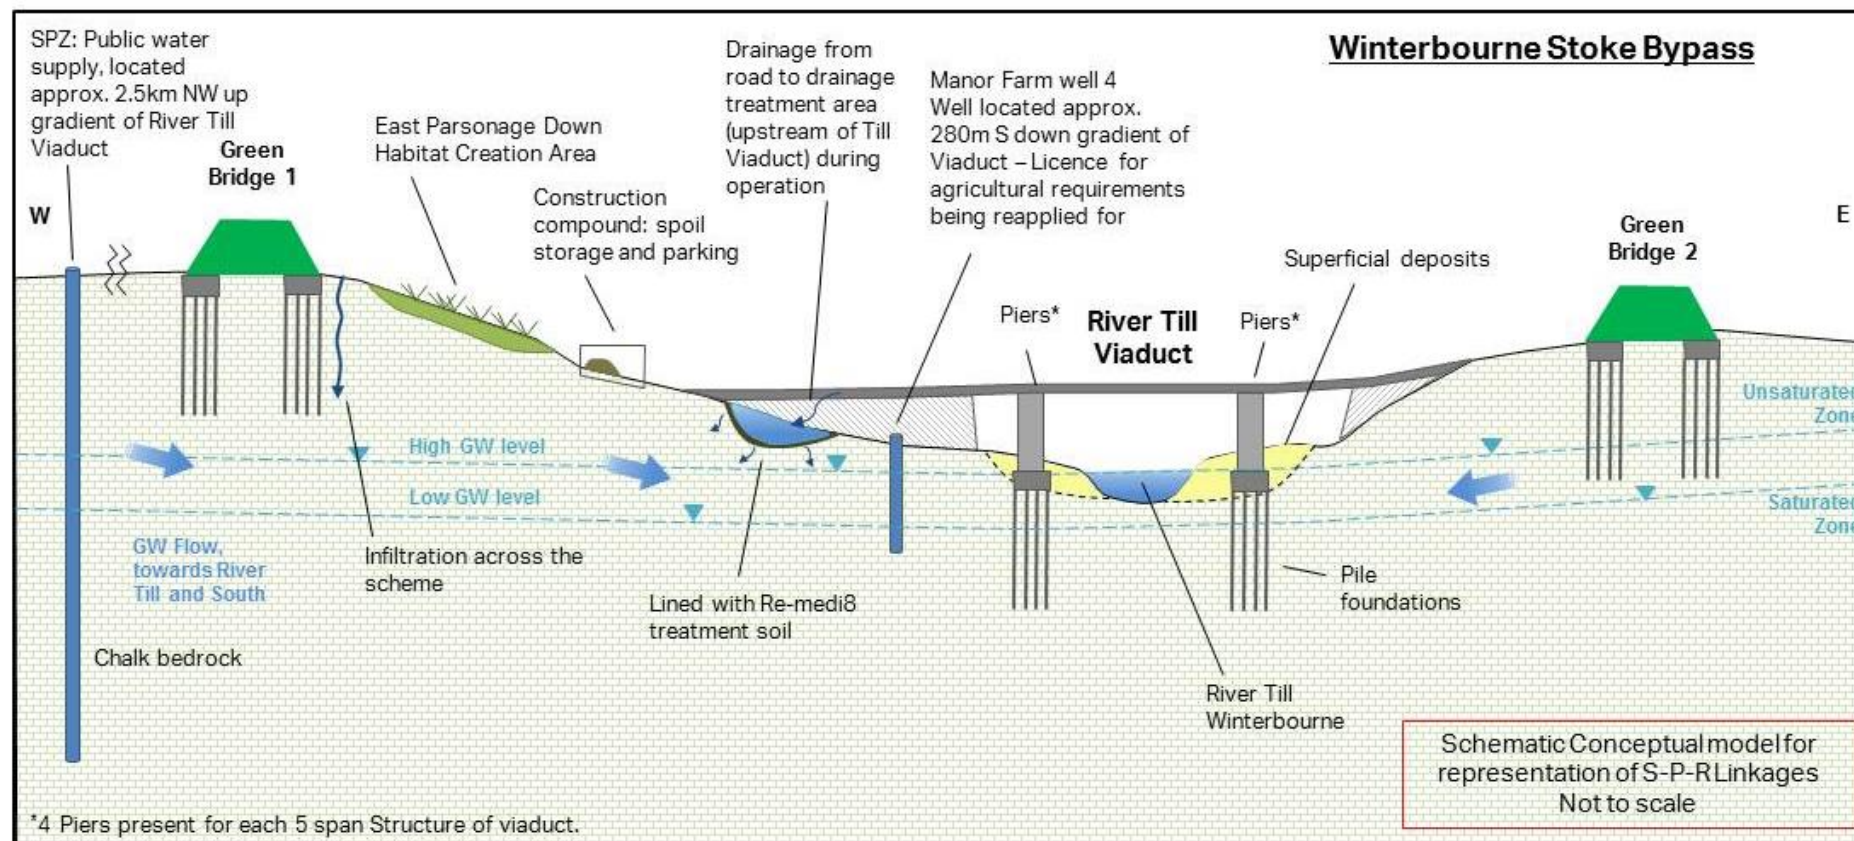 SPZ: Public water
supply, located
approx. 2.5km NW up
gradient of River Till
Viaduct
Green
Bridge 1
W
East Parsonage Down
Habitat Creation Area
Construction
compound: spoil
storage and parking
Drainage from
road to drainage
treatment area
(upstream of Till
Viaduct) during
operation
Manor Farm well 4
Well located approx.
280m S down gradient of
Viaduct – Licence for
agricultural requirements
being reapplied for
Winterbourne Stoke Bypass
Superficial deposits
Green
Bridge 2
E
Piers*
River Till
Viaduct
Piers*
Unsaturated
Zone
High GW level
Low GW level
Saturated
Zone
GW Flow,
towards River
Till and South
Infiltration across the
scheme
Lined with Re-medi8
treatment soil
Pile
foundations
Chalk bedrock
River Till
Winterbourne
Schematic Conceptual model for
representation of S-P-R Linkages
Not to scale
*4 Piers present for each 5 span Structure of viaduct.